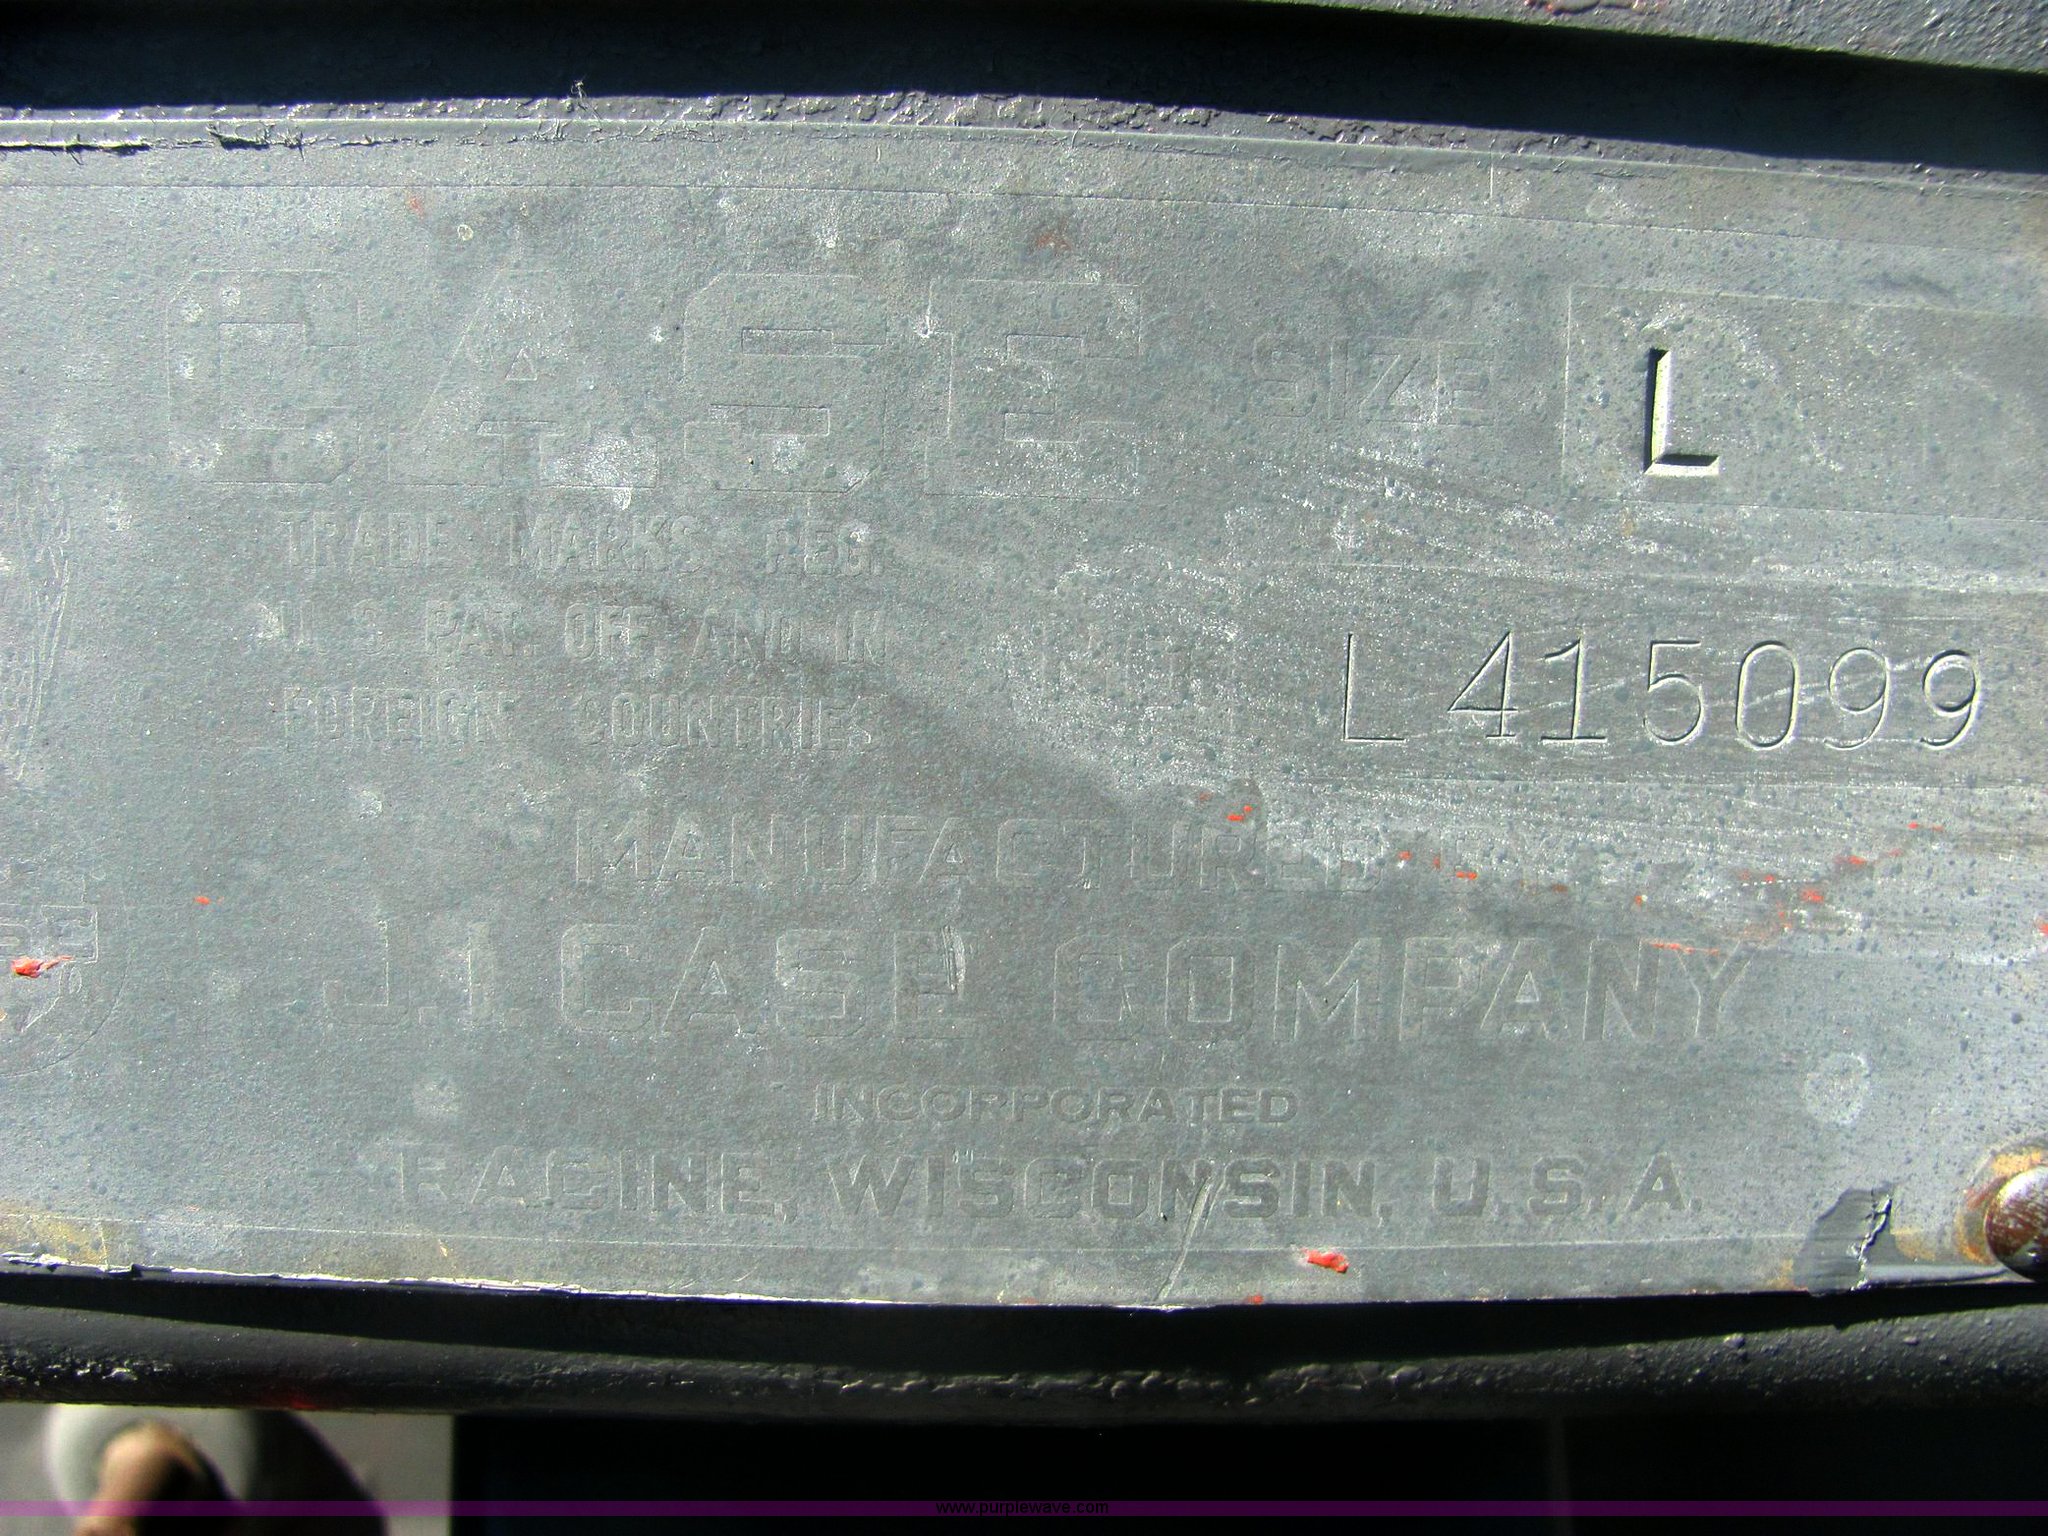 CASE SIZE L
TRADE MARKS REG.
U S. PAT. OFF. AND IN
FOREIGN COUNTRIES
L415099
MANUFACTURED
J.I. CASE COMPANY
INCORPORATED
RACINE, WISCONSIN, U.S.A.
www.purplewave.com